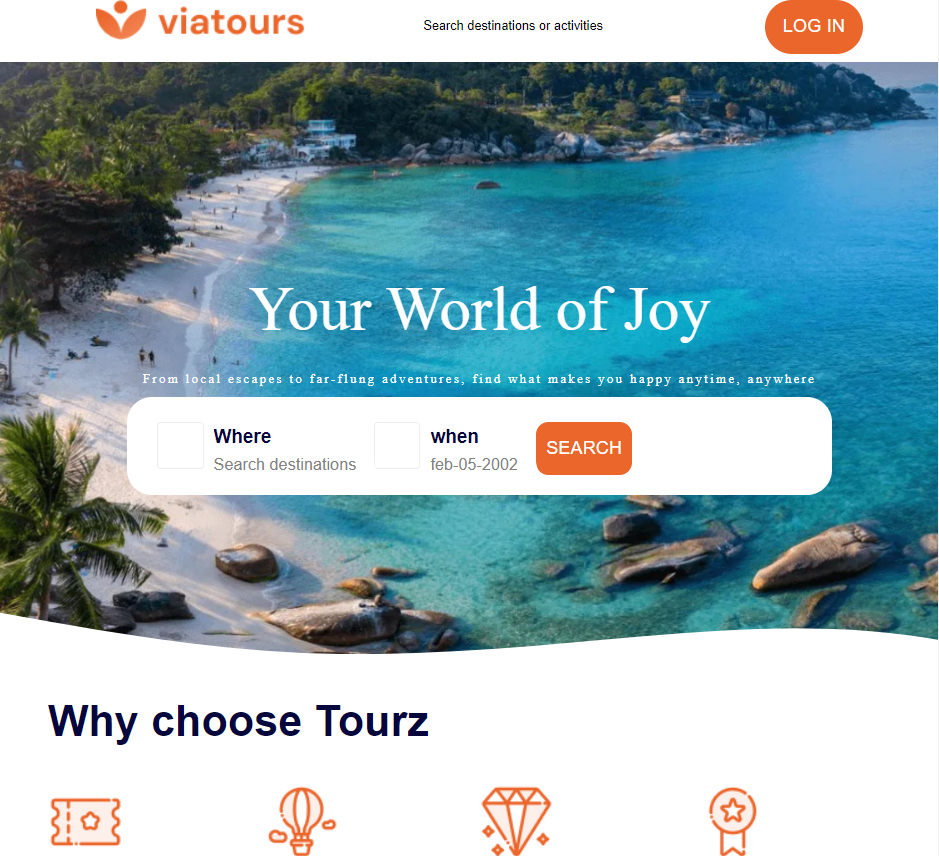 viatours
Search destinations or activities
LOG IN
Your World of Joy
From local escapes to far-flung adventures, find what makes you happy anytime, anywhere
Where
Search destinations
when
feb-05-2002
SEARCH
Why choose Tourz